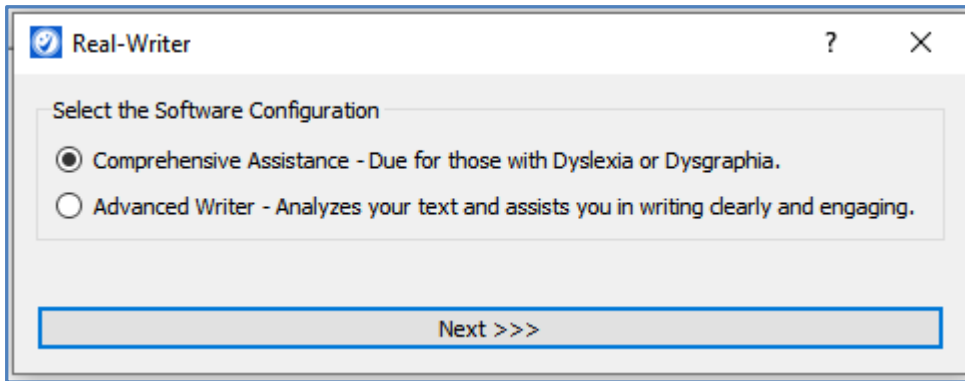 Real-Writer
?
Select the Software Configuration
Comprehensive Assistance - Due for those with Dyslexia or Dysgraphia.
Advanced Writer - Analyzes your text and assists you in writing clearly and engaging.
Next >>>